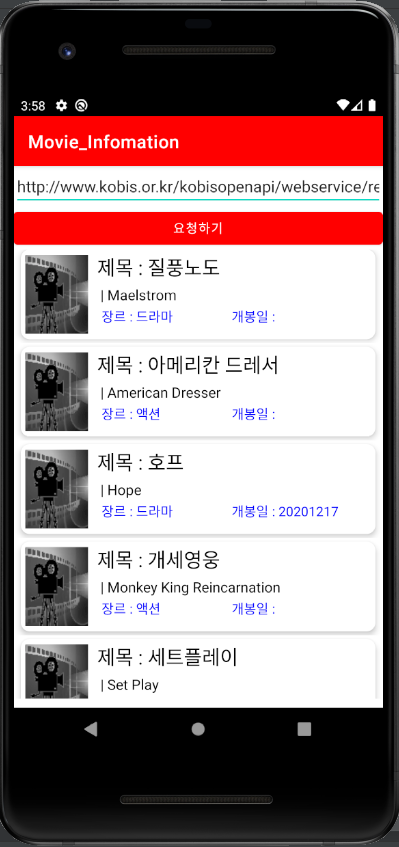 3:58
Movie_Infomation
http://www.kobis.or.kr/kobisopenapi/webservice/re
요청하기
제목 : 질풍노도
| Maelstrom
장르 : 드라마 개봉일 :
제목 : 아메리칸 드레서
| American Dresser
장르 : 액션 개봉일 :
제목 : 호프
| Hope
장르 : 드라마 개봉일 : 20201217
제목 : 개세영웅
| Monkey King Reincarnation
장르 : 액션 개봉일 :
제목 : 세트플레이
| Set Play